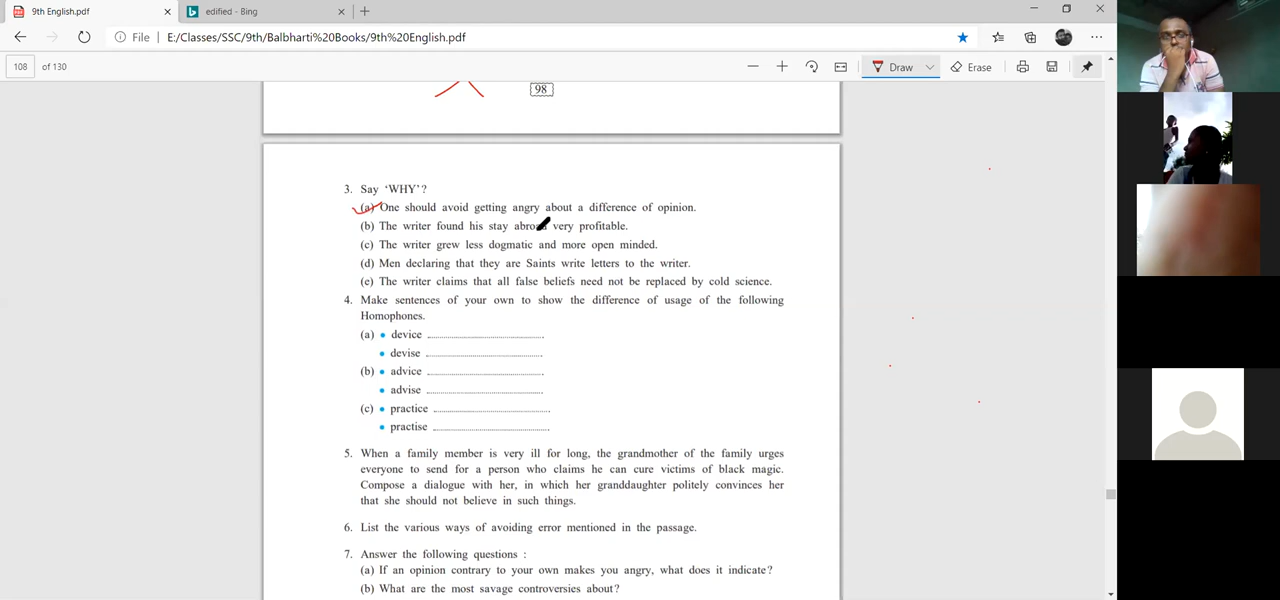 9th English.pdf
edified - Bing
File | E:/Classes/SSC/9th/Balbharti%20Books/9th%20English.pdf
108 of 130
Draw
Erase
98
3. Say ‘WHY’?
(a) One should avoid getting angry about a difference of opinion.
(b) The writer found his stay abroad very profitable.
(c) The writer grew less dogmatic and more open minded.
(d) Men declaring that they are Saints write letters to the writer.
(e) The writer claims that all false beliefs need not be replaced by cold science.
4. Make sentences of your own to show the difference of usage of the following
Homophones.
(a) • device ................................................
• devise ................................................
(b) • advice ................................................
• advise ................................................
(c) • practice ................................................
• practise ................................................
5. When a family member is very ill for long, the grandmother of the family urges
everyone to send for a person who claims he can cure victims of black magic.
Compose a dialogue with her, in which her granddaughter politely convinces her
that she should not believe in such things.
6. List the various ways of avoiding error mentioned in the passage.
7. Answer the following questions :
(a) If an opinion contrary to your own makes you angry, what does it indicate?
(b) What are the most savage controversies about?